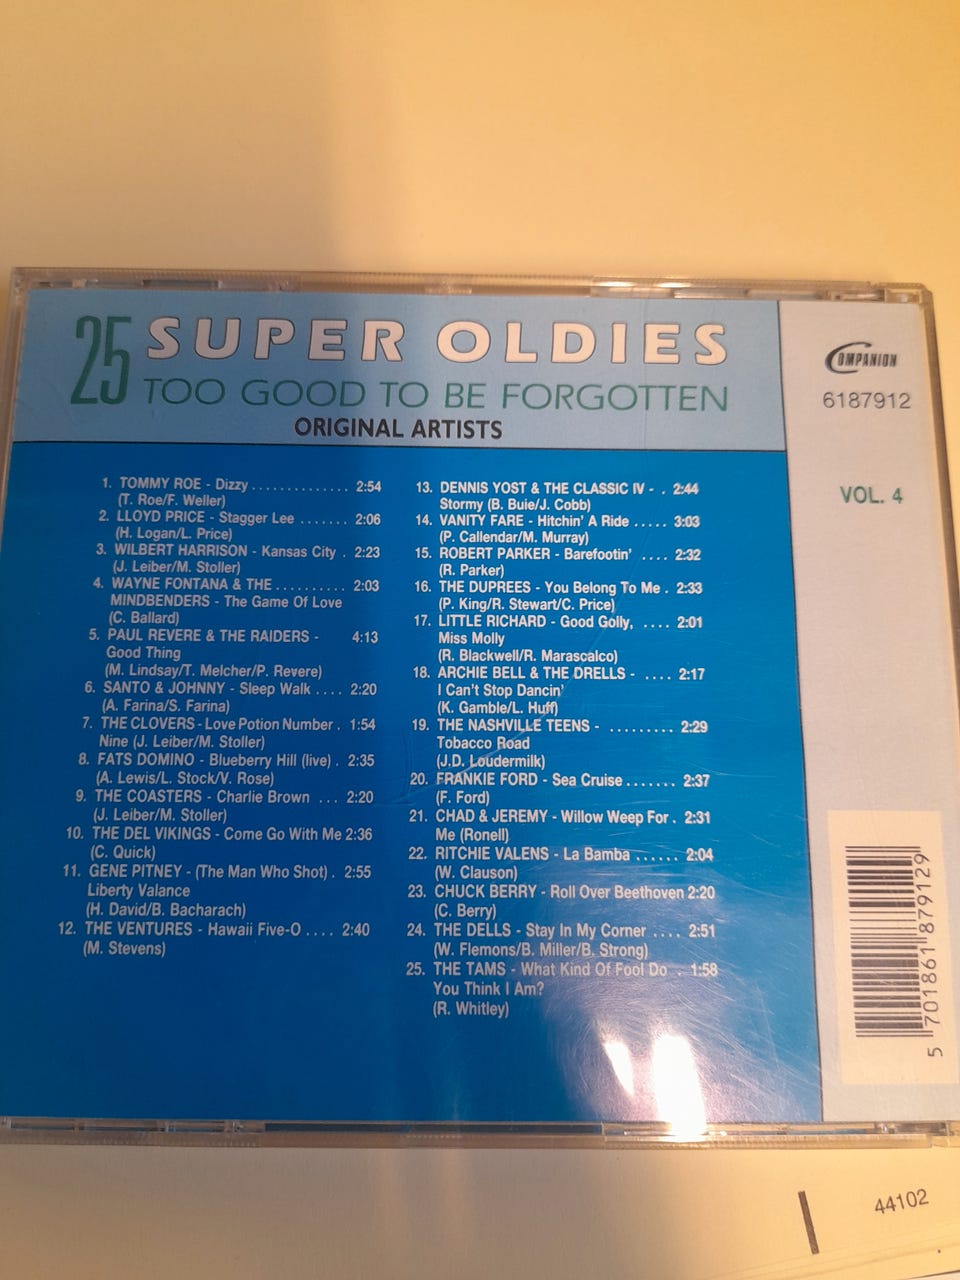 25 SUPER OLDIES
TOO GOOD TO BE FORGOTTEN
ORIGINAL ARTISTS
1. TOMMY ROE - Dizzy .............. 2:54
(T. Roe/F. Weller)
2. LLOYD PRICE - Stagger Lee ....... 2:06
(H. Logan/L. Price)
3. WILBERT HARRISON - Kansas City . 2:23
(J. Leiber/M. Stoller)
4. WAYNE FONTANA & THE .......... 2:03
MINDBENDERS - The Game Of Love
(C. Ballard)
5. PAUL REVERE & THE RAIDERS - 4:13
Good Thing
(M. Lindsay/T. Melcher/P. Revere)
6. SANTO & JOHNNY - Sleep Walk .... 2:20
(A. Farina/S. Farina)
7. THE CLOVERS - Love Potion Number . 1:54
Nine (J. Leiber/M. Stoller)
8. FATS DOMINO - Blueberry Hill (live) . 2:35
(A. Lewis/L. Stock/V. Rose)
9. THE COASTERS - Charlie Brown ... 2:20
(J. Leiber/M. Stoller)
10. THE DEL VIKINGS - Come Go With Me 2:36
(C. Quick)
11. GENE PITNEY - (The Man Who Shot) . 2:55
Liberty Valance
(H. David/B. Bacharach)
12. THE VENTURES - Hawaii Five-O .... 2:40
(M. Stevens)
13. DENNIS YOST & THE CLASSIC IV - . 2:44
Stormy (B. Buie/J. Cobb)
14. VANITY FARE - Hitchin' A Ride ..... 3:03
(P. Callendar/M. Murray)
15. ROBERT PARKER - Barefootin' .... 2:32
(R. Parker)
16. THE DUPREES - You Belong To Me . 2:33
(P. King/R. Stewart/C. Price)
17. LITTLE RICHARD - Good Golly, .... 2:01
Miss Molly
(R. Blackwell/R. Marascalco)
18. ARCHIE BELL & THE DRELLS - .... 2:17
I Can't Stop Dancin'
(K. Gamble/L. Huff)
19. THE NASHVILLE TEENS - ......... 2:29
Tobacco Road
(J.D. Loudermilk)
20. FRANKIE FORD - Sea Cruise ....... 2:37
(F. Ford)
21. CHAD & JEREMY - Willow Weep For . 2:31
Me (Ronell)
22. RITCHIE VALENS - La Bamba ...... 2:04
(W. Clauson)
23. CHUCK BERRY - Roll Over Beethoven 2:20
(C. Berry)
24. THE DELLS - Stay In My Corner .... 2:51
(W. Flemons/B. Miller/B. Strong)
25. THE TAMS - What Kind Of Fool Do . 1:58
You Think I Am?
(R. Whitley)
COMPANION
6187912
VOL. 4
5 701861 879129
44102